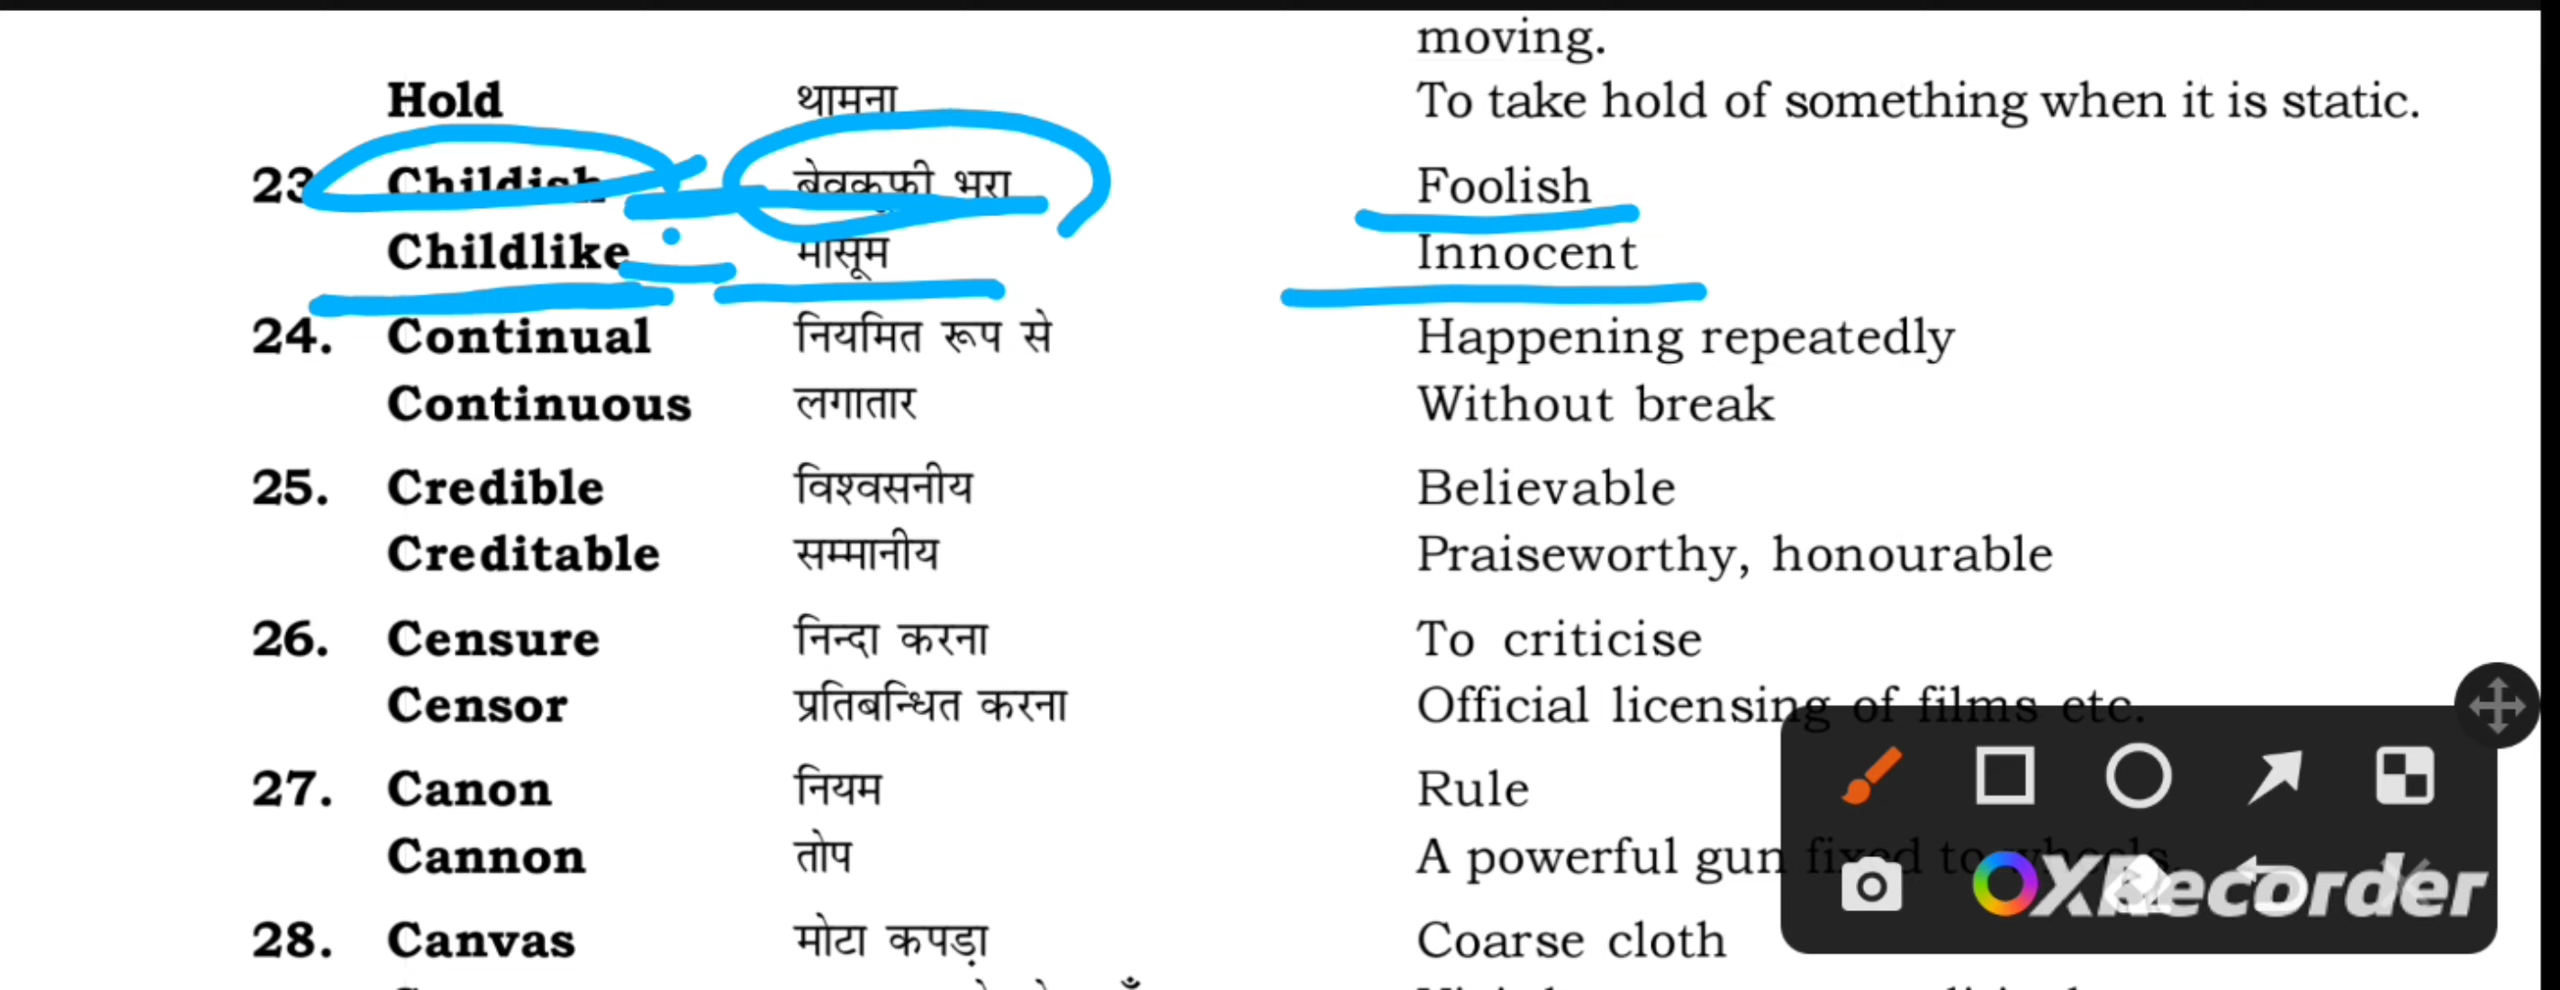 moving.
Hold थामना To take hold of something when it is static.
23 Childish बेवकूफी भरा Foolish
Childlike मासूम Innocent
24. Continual नियमित रूप से Happening repeatedly
Continuous लगातार Without break
25. Credible विश्वसनीय Believable
Creditable सम्मानीय Praiseworthy, honourable
26. Censure निन्दा करना To criticise
Censor प्रतिबन्धित करना Official licensing of films etc.
27. Canon नियम Rule
Cannon तोप A powerful gun fixed to wheels
28. Canvas मोटा कपड़ा Coarse cloth
XRecorder